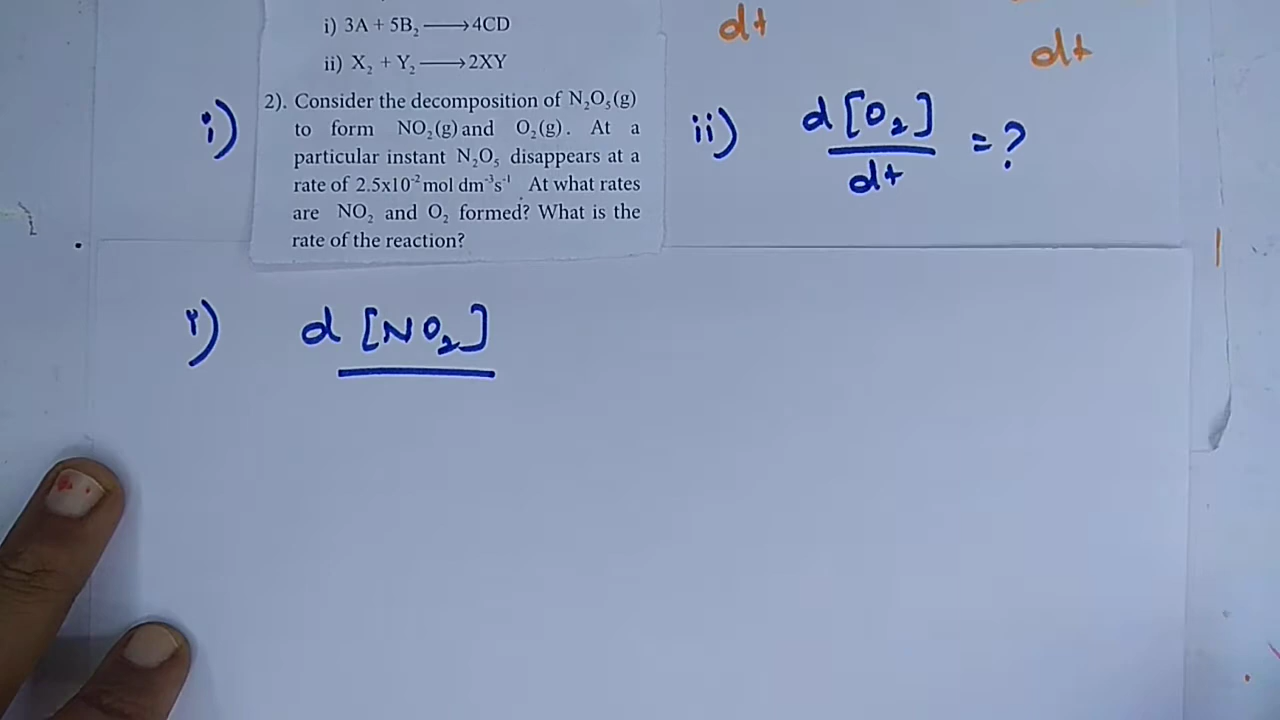 i) 3A + 5B₂ ⟶ 4CD
ii) X₂ + Y₂ ⟶ 2XY
2). Consider the decomposition of N₂O₅(g)
to form NO₂(g) and O₂(g). At a
particular instant N₂O₅ disappears at a
rate of 2.5x10⁻² mol dm⁻³s⁻¹ . At what rates
are NO₂ and O₂ formed? What is the
rate of the reaction?
dt
dt
i)
ii) d[O₂]
dt
= ?
i) d [NO₂]